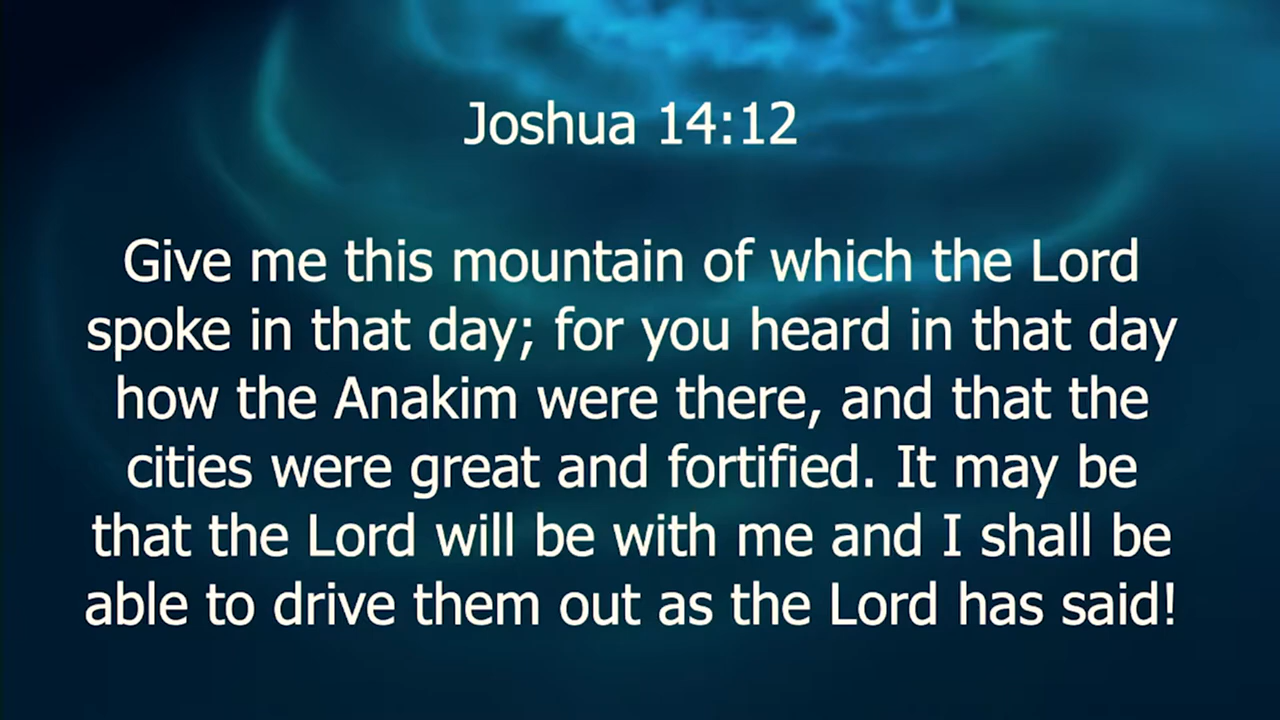 Joshua 14:12
Give me this mountain of which the Lord
spoke in that day; for you heard in that day
how the Anakim were there, and that the
cities were great and fortified. It may be
that the Lord will be with me and I shall be
able to drive them out as the Lord has said!